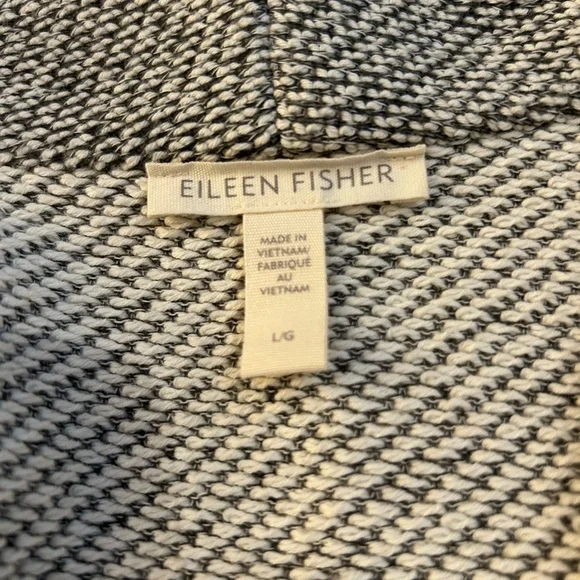 EILEEN FISHER
MADE IN
VIETNAM/
FABRIQUÉ
AU
VIETNAM
L/G